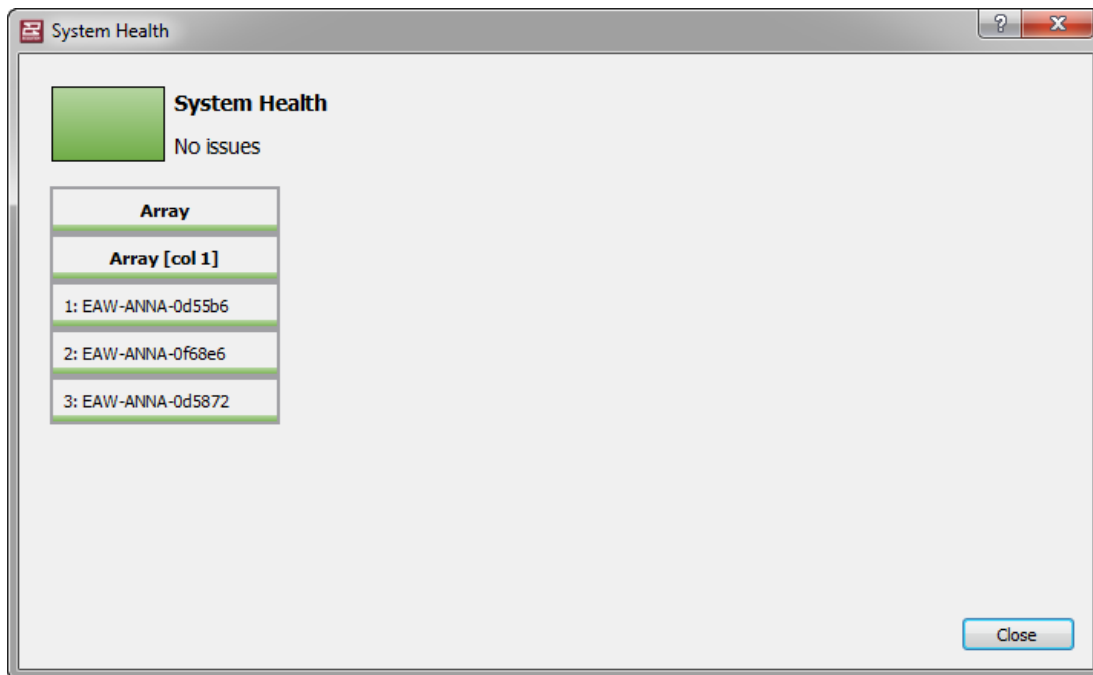 System Health
?
X
System Health
No issues
Array
Array [col 1]
1: EAW-ANNA-0d55b6
2: EAW-ANNA-0f68e6
3: EAW-ANNA-0d5872
Close